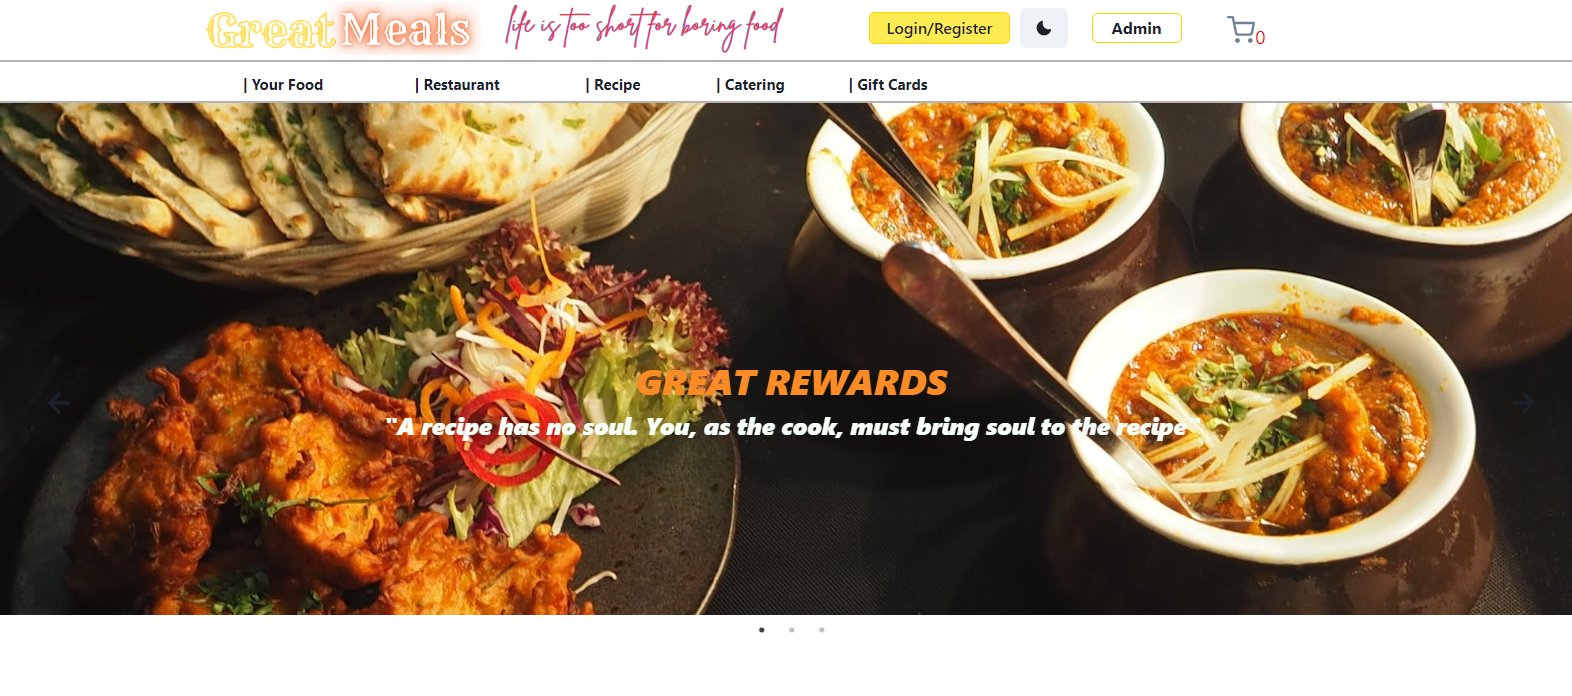 Great Meals
life is too short for boring food
Login/Register
Admin
0
| Your Food
| Restaurant
| Recipe
| Catering
| Gift Cards
GREAT REWARDS
"A recipe has no soul. You, as the cook, must bring soul to the recipe"